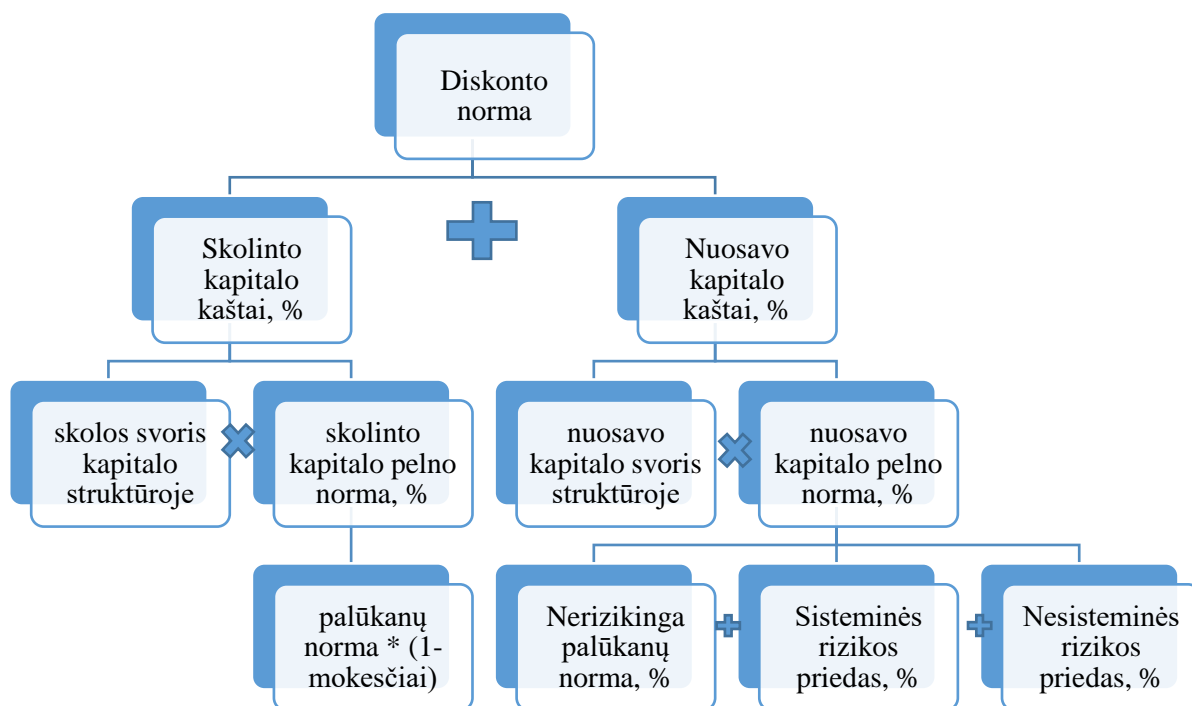 Diskonto
norma
Skolinto
kapitalo
kaštai, %
Nuosavo
kapitalo
kaštai, %
skolos svoris
kapitalo
struktūroje
skolinto
kapitalo pelno
norma, %
nuosavo
kapitalo svoris
struktūroje
nuosavo
kapitalo pelno
norma, %
palūkanų
norma * (1-
mokesčiai)
Nerizikinga
palūkanų
norma, %
Sisteminės
rizikos
priedas, %
Nesisteminės
rizikos
priedas, %